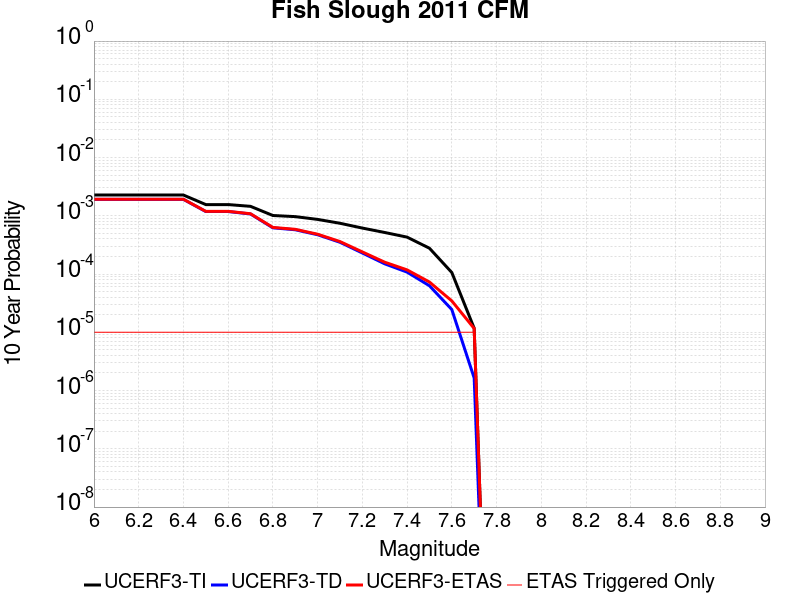 Fish Slough 2011 CFM
10^0
10^-1
10^-2
10^-3
10^-4
10^-5
10^-6
10^-7
10^-8
10 Year Probability
6 6.2 6.4 6.6 6.8 7 7.2 7.4 7.6 7.8 8 8.2 8.4 8.6 8.8 9
Magnitude
UCERF3-TI UCERF3-TD UCERF3-ETAS ETAS Triggered Only